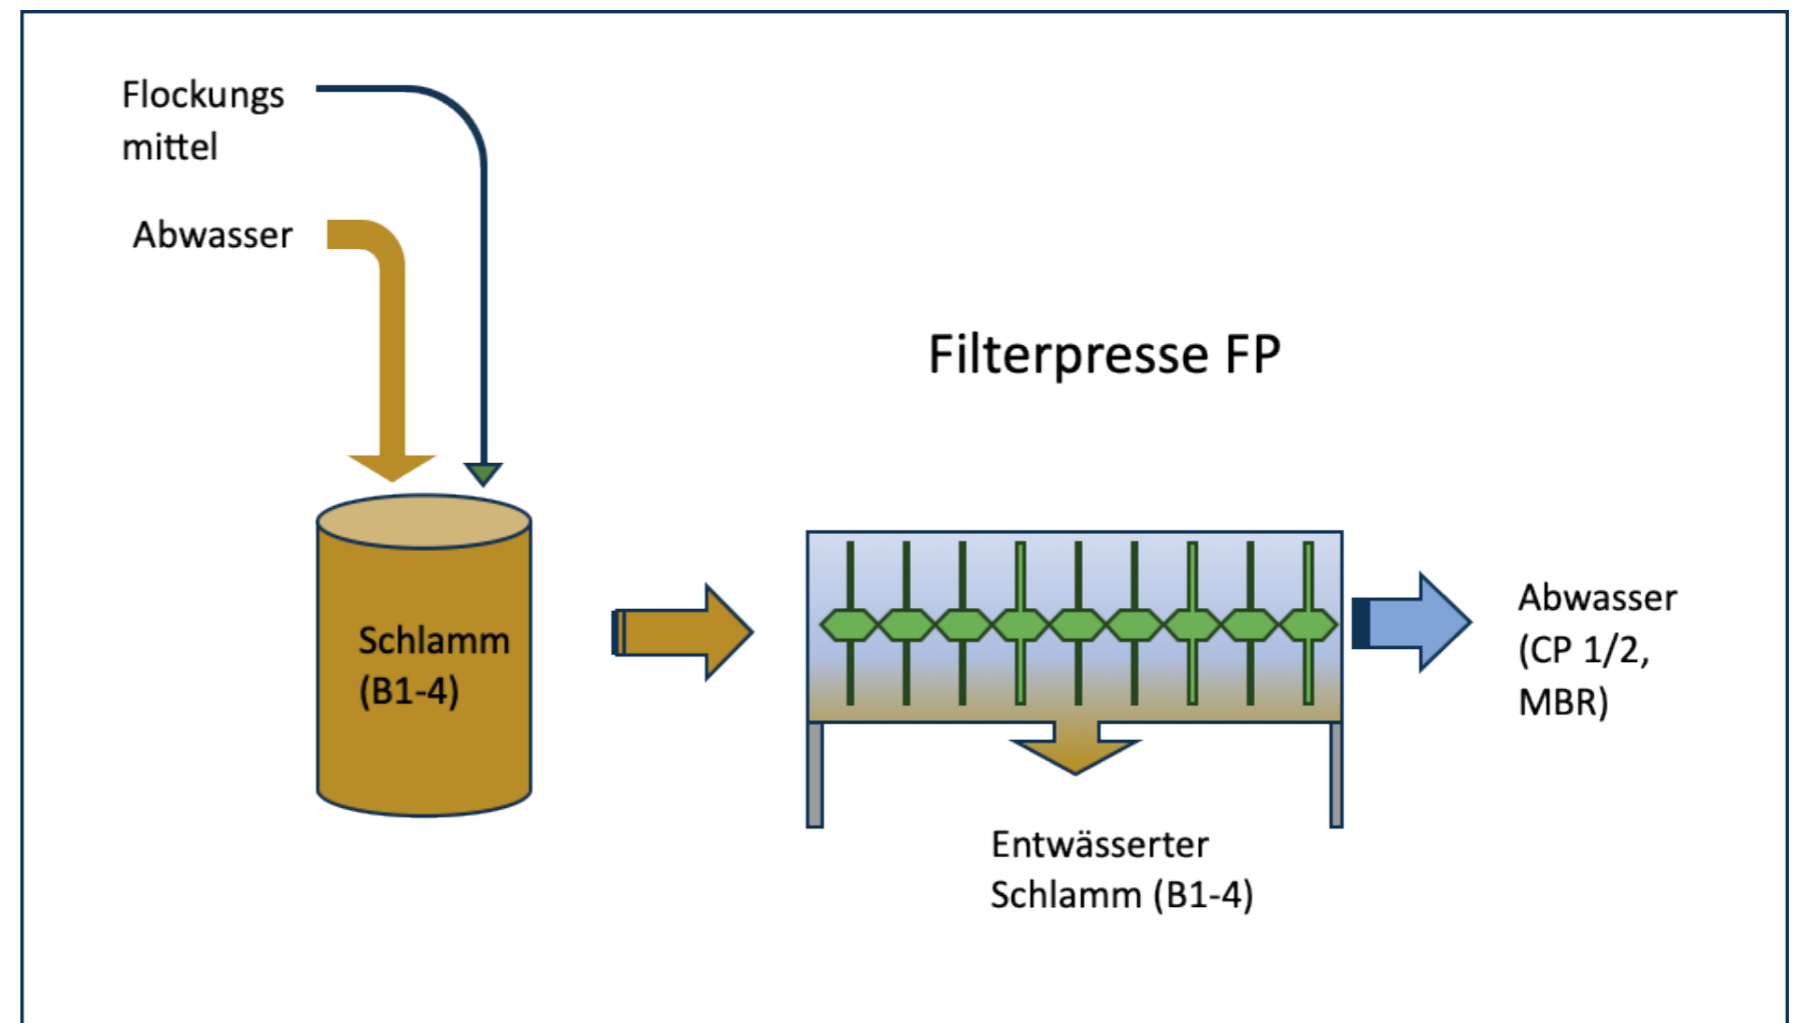 Flockungs
mittel
Abwasser
Filterpresse FP
Schlamm
(B1-4)
Abwasser
(CP 1/2,
MBR)
Entwässerter
Schlamm (B1-4)